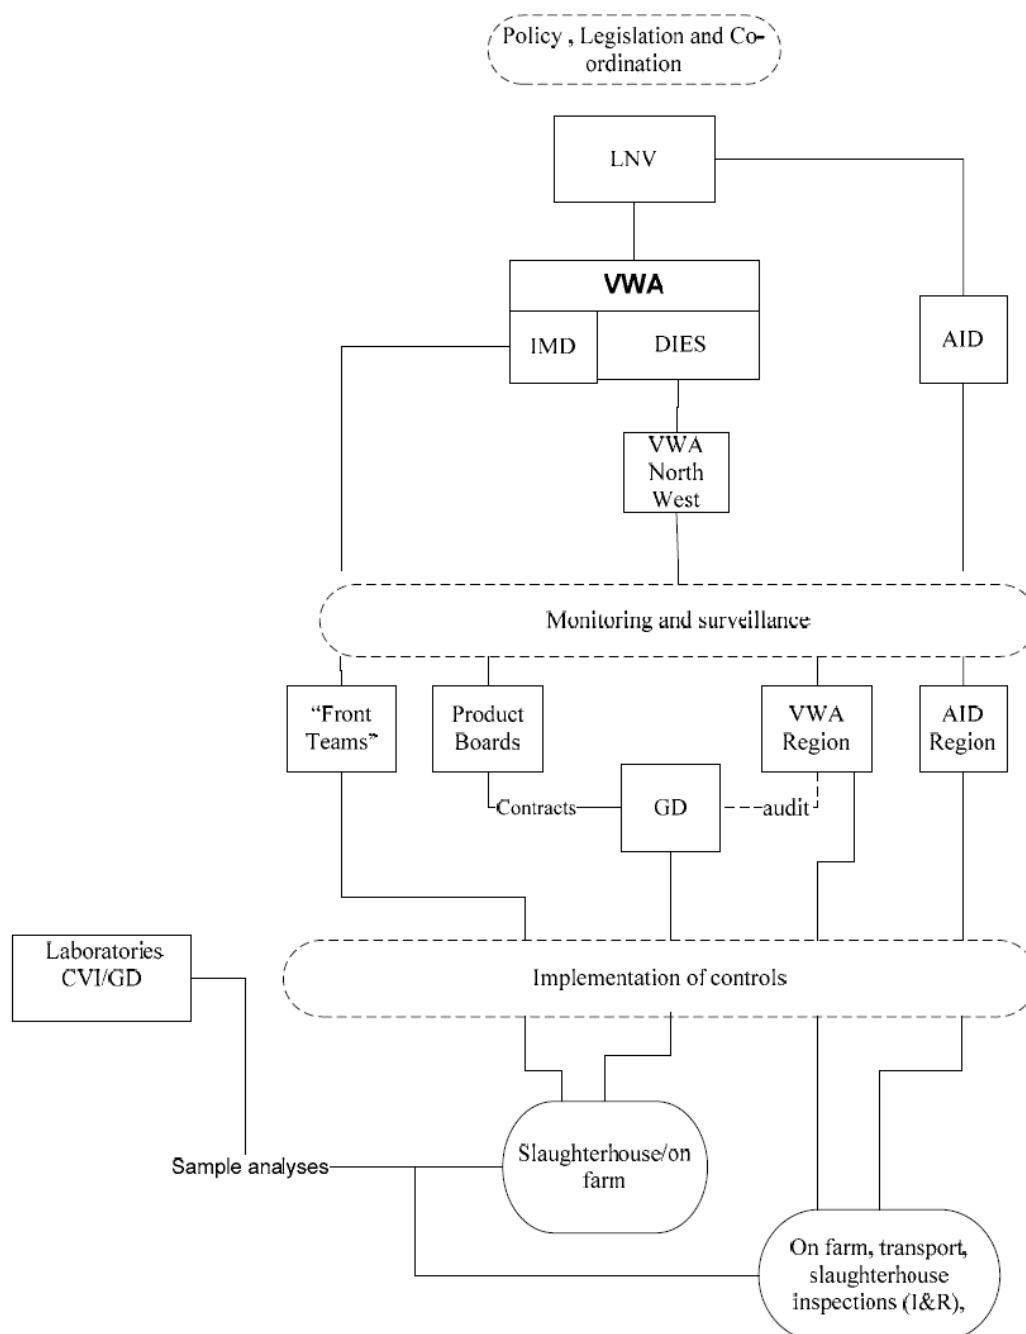 Policy , Legislation and Co-
ordination
LNV
VWA
IMD
DIES
AID
VWA
North
West
Monitoring and surveillance
“Front
Teams”
Product
Boards
VWA
Region
AID
Region
Contracts
GD
audit
Laboratories
CVI/GD
Implementation of controls
Sample analyses
Slaughterhouse/on
farm
On farm, transport,
slaughterhouse
inspections (I&R),